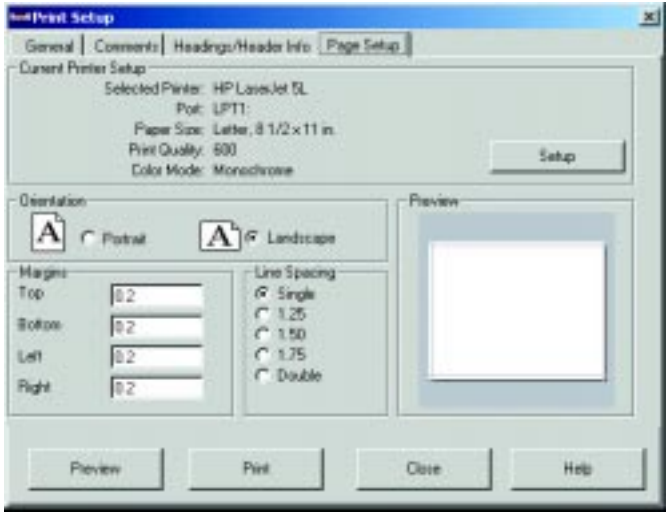 Print Setup
General Comments Headings/Header Info Page Setup
Current Printer Setup
Selected Printer: HP LaserJet 5L
Port: LPT1:
Paper Size: Letter, 8 1/2 x 11 in.
Print Quality: 600
Color Mode: Monochrome
Setup
Orientation
A Portrait
A Landscape
Preview
Margins
Top 0.2
Bottom 0.2
Left 0.2
Right 0.2
Line Spacing
Single
1.25
1.50
1.75
Double
Preview Print Close Help